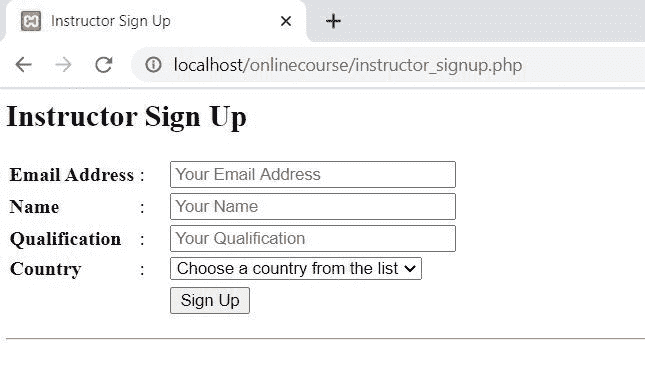 Instructor Sign Up
localhost/onlinecourse/instructor_signup.php
Instructor Sign Up
Email Address : Your Email Address
Name : Your Name
Qualification : Your Qualification
Country : Choose a country from the list
Sign Up